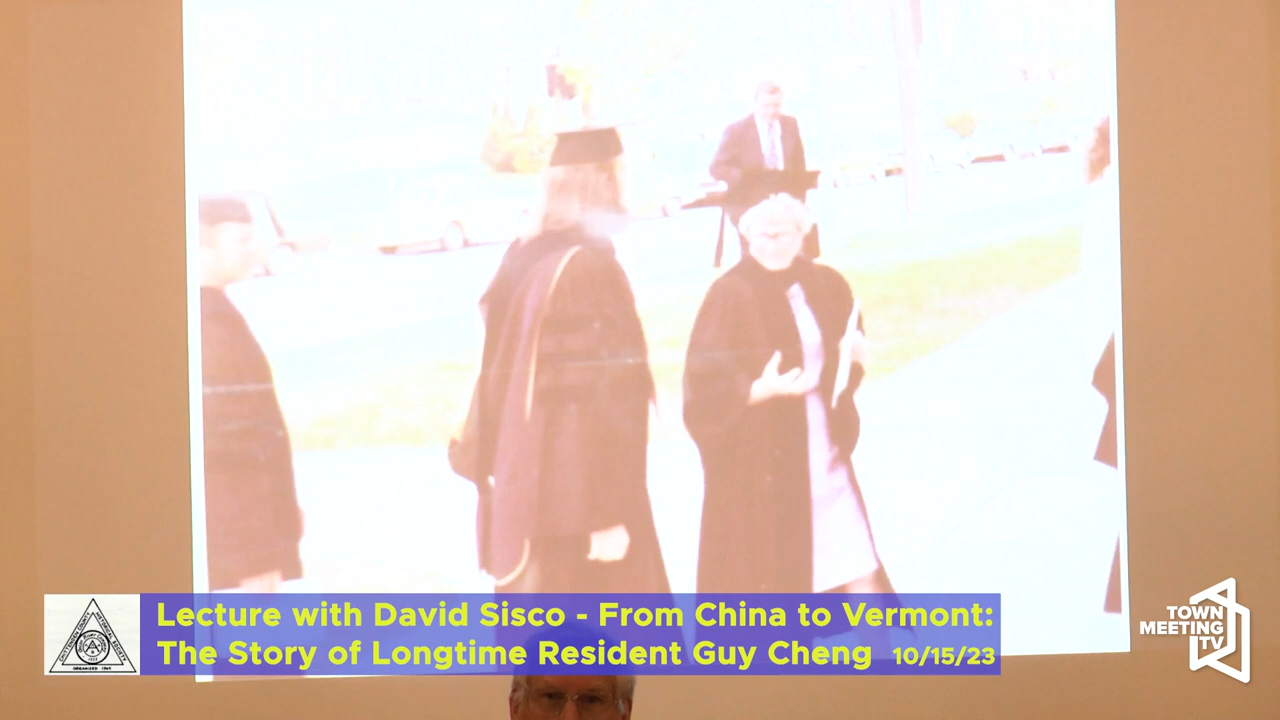 Lecture with David Sisco - From China to Vermont:
The Story of Longtime Resident Guy Cheng 10/15/23
TOWN
MEETING
TV